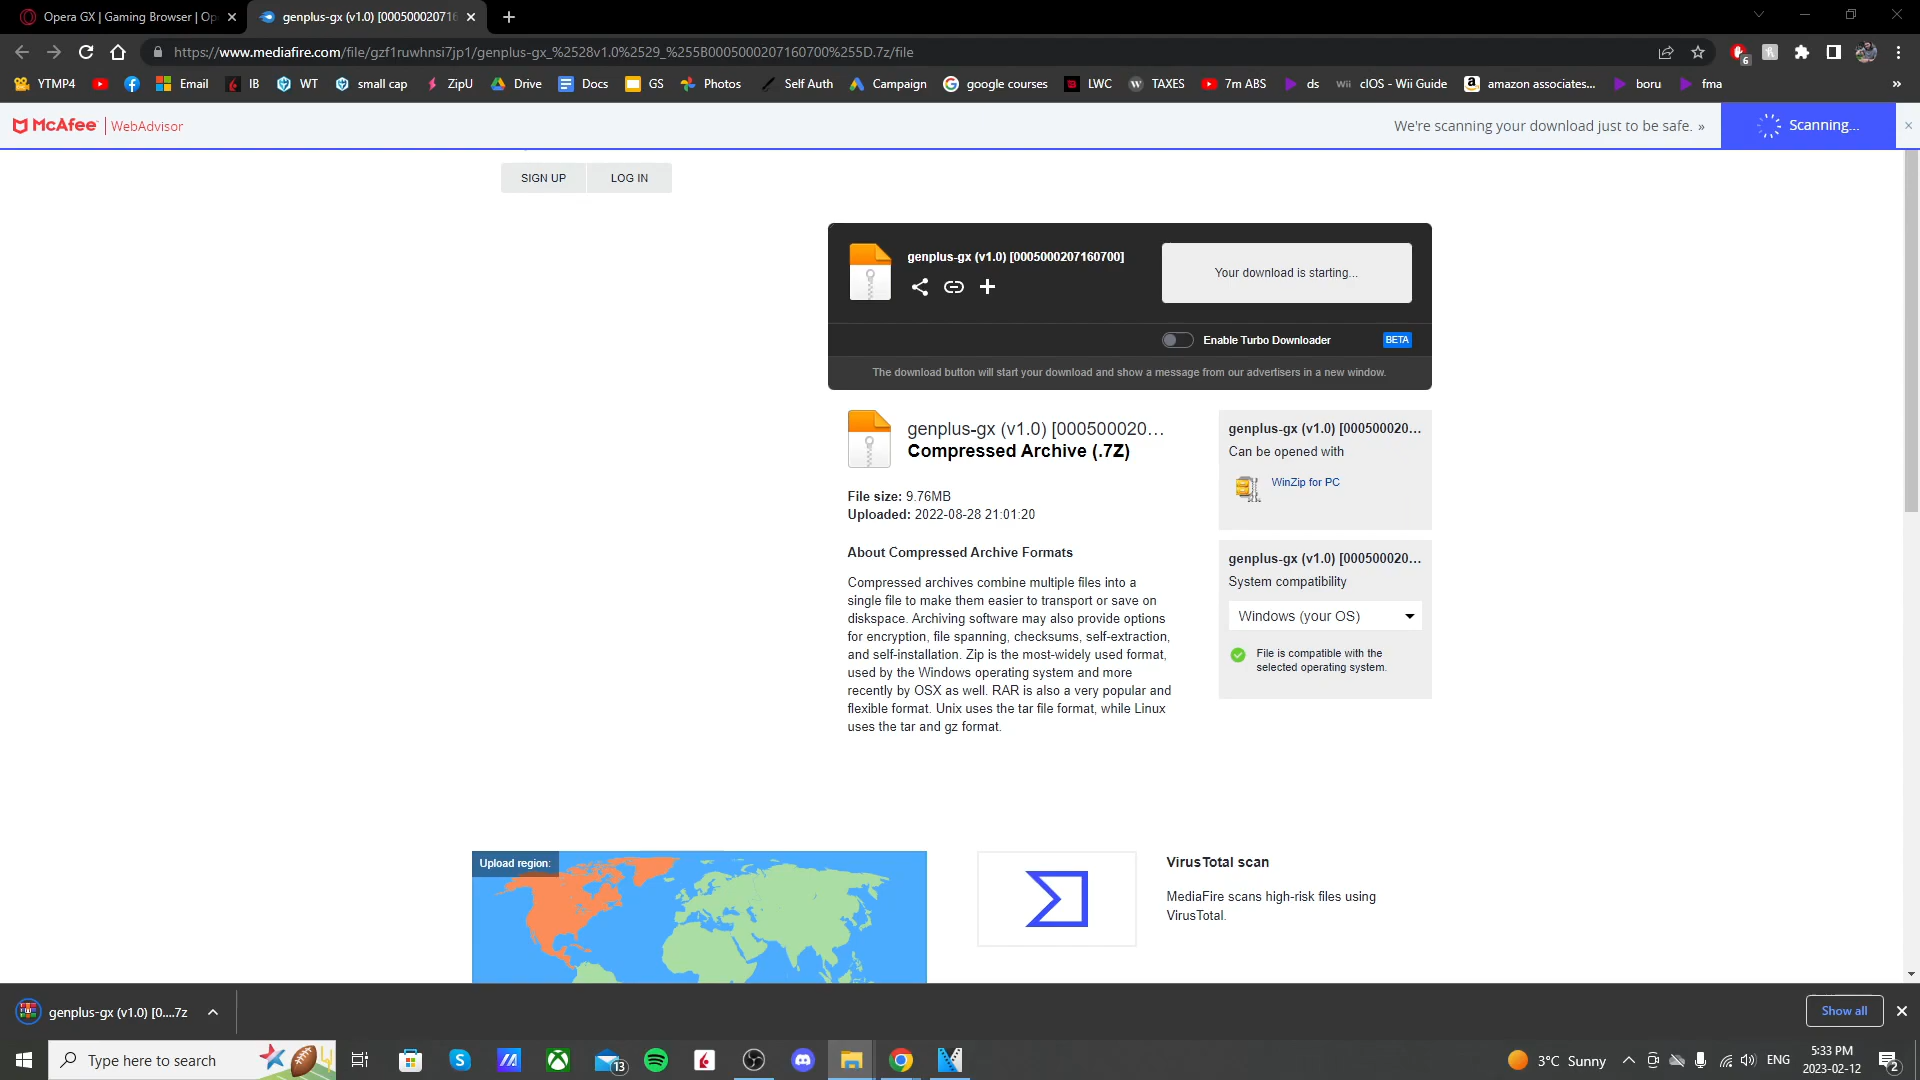 Opera GX | Gaming Browser | Op
genplus-gx (v1.0) [00050002071
https://www.mediafire.com/file/gzf1ruwhnsi7jp1/genplus-gx_%2528v1.0%2529_%255B0005000207160700%255D.7z/file
6
YTMP4
Email
IB
WT
small cap
ZipU
Drive
Docs
GS
Photos
Self Auth
Campaign
google courses
LWC
TAXES
7m ABS
ds
wii cIOS - Wii Guide
amazon associates...
boru
fma
»
McAfee | WebAdvisor
We're scanning your download just to be safe. »
Scanning...
SIGN UP
LOG IN
genplus-gx (v1.0) [0005000207160700]
Your download is starting...
Enable Turbo Downloader
BETA
The download button will start your download and show a message from our advertisers in a new window.
genplus-gx (v1.0) [000500020...
Compressed Archive (.7Z)
File size: 9.76MB
Uploaded: 2022-08-28 21:01:20
About Compressed Archive Formats
Compressed archives combine multiple files into a
single file to make them easier to transport or save on
diskspace. Archiving software may also provide options
for encryption, file spanning, checksums, self-extraction,
and self-installation. Zip is the most-widely used format,
used by the Windows operating system and more
recently by OSX as well. RAR is also a very popular and
flexible format. Unix uses the tar file format, while Linux
uses the tar and gz format.
genplus-gx (v1.0) [000500020...
Can be opened with
WinZip for PC
genplus-gx (v1.0) [000500020...
System compatibility
Windows (your OS)
File is compatible with the
selected operating system.
Upload region:
VirusTotal scan
MediaFire scans high-risk files using
VirusTotal.
genplus-gx (v1.0) [0....7z
Show all
Type here to search
13
3°C Sunny
ENG
5:33 PM
2023-02-12
2